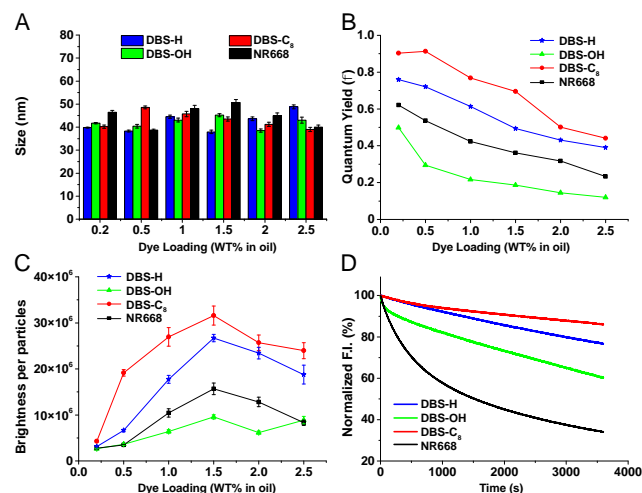 A
DBS-H
DBS-C₈
DBS-OH
NR668
80
70
60
50
40
30
20
10
0
Size (nm)
0.2 0.5 1 1.5 2 2.5
Dye Loading (WT% in oil)
B
1.0
0.8
0.6
0.4
0.2
0.0
Quantum Yield (f)
DBS-H
DBS-OH
DBS-C₈
NR668
0.0 0.5 1.0 1.5 2.0 2.5
Dye Loading (WT% in oil)
C
40×10⁶
30×10⁶
20×10⁶
10×10⁶
0
Brightness per particles
DBS-H
DBS-OH
DBS-C₈
NR668
0.0 0.5 1.0 1.5 2.0 2.5
Dye Loading (WT% in oil)
D
100
80
60
40
20
Normalized F.I. (%)
DBS-H
DBS-OH
DBS-C₈
NR668
0 1000 2000 3000 4000
Time (s)